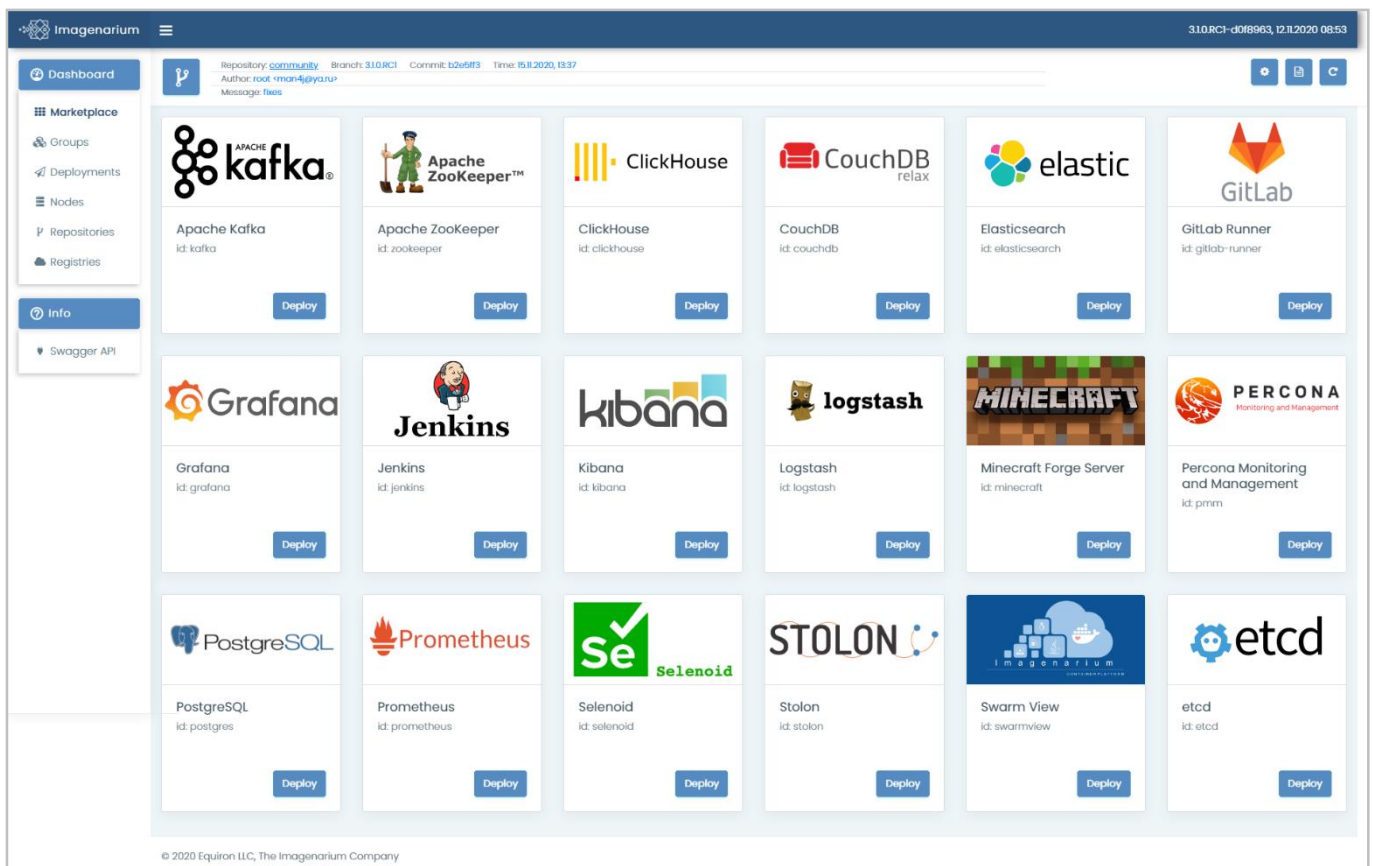 Imagenarium
3.1.0.RC1-d0f8963, 12.11.2020 08:53
Dashboard
Marketplace
Groups
Deployments
Nodes
Repositories
Registries
Info
Swagger API
Repository: community Branch: 3.1.0.RC1 Commit: b2e5ff3 Time: 15.11.2020, 13:37
Author: root <man4j@ya.ru>
Message: fixes
APACHE
kafka®
Apache Kafka
id: kafka
Deploy
Apache
ZooKeeper™
Apache ZooKeeper
id: zookeeper
Deploy
ClickHouse
ClickHouse
id: clickhouse
Deploy
CouchDB
relax
CouchDB
id: couchdb
Deploy
elastic
Elasticsearch
id: elasticsearch
Deploy
GitLab
GitLab Runner
id: gitlab-runner
Deploy
Grafana
Grafana
id: grafana
Deploy
Jenkins
Jenkins
id: jenkins
Deploy
kibana
Kibana
id: kibana
Deploy
logstash
Logstash
id: logstash
Deploy
MINECRAFT
Minecraft Forge Server
id: minecraft
Deploy
PERCONA
Monitoring and Management
Percona Monitoring
and Management
id: pmm
Deploy
PostgreSQL
PostgreSQL
id: postgres
Deploy
Prometheus
Prometheus
id: prometheus
Deploy
Se
Selenoid
Selenoid
id: selenoid
Deploy
STOLON
Stolon
id: stolon
Deploy
Imagenarium
CONTAINER PLATFORM
Swarm View
id: swarmview
Deploy
etcd
etcd
id: etcd
Deploy
© 2020 Equiron LLC, The Imagenarium Company